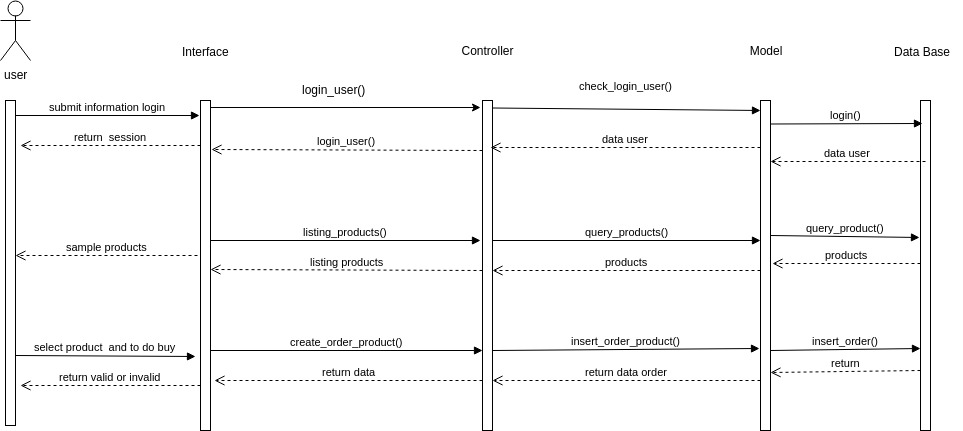 user
Interface
Controller
Model
Data Base
submit information login
login_user()
check_login_user()
login()
return  session
login_user()
data user
data user
listing_products()
query_products()
query_product()
sample products
listing products
products
products
select product  and to do buy
create_order_product()
insert_order_product()
insert_order()
return valid or invalid
return data
return data order
return